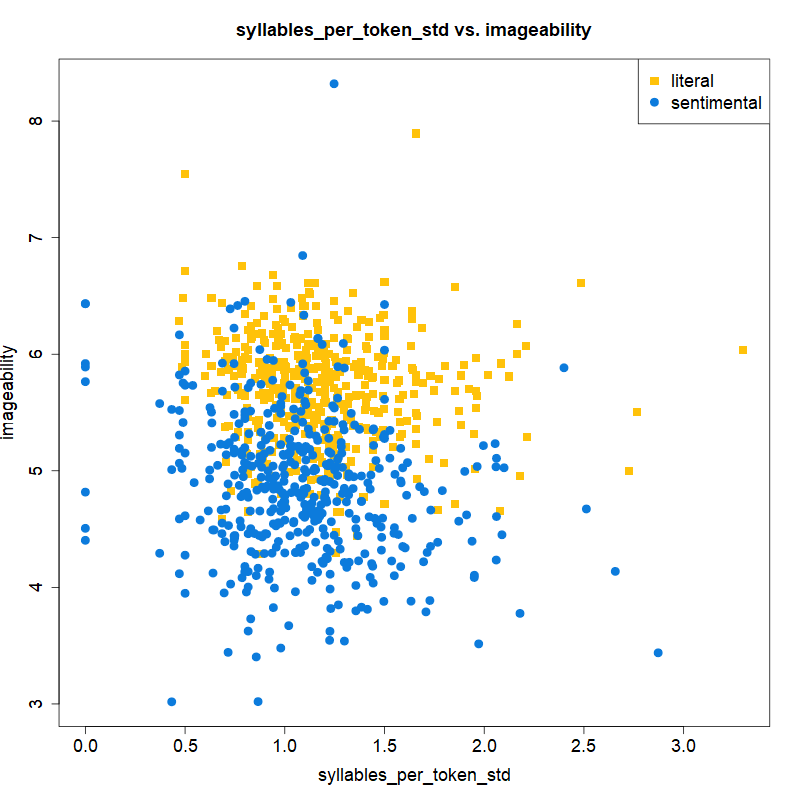 syllables_per_token_std vs. imageability
literal
sentimental
8
7
6
5
4
3
imageability
0.0 0.5 1.0 1.5 2.0 2.5 3.0
syllables_per_token_std